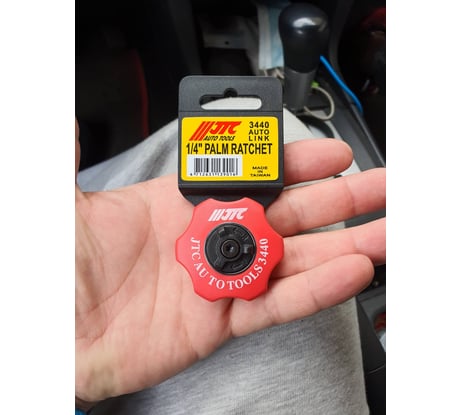 JTC
AUTO TOOLS
3440
AUTO
LINK
1/4" PALM RATCHET
MADE IN
TAIWAN
JTC
JTC AUTO TOOLS 3440